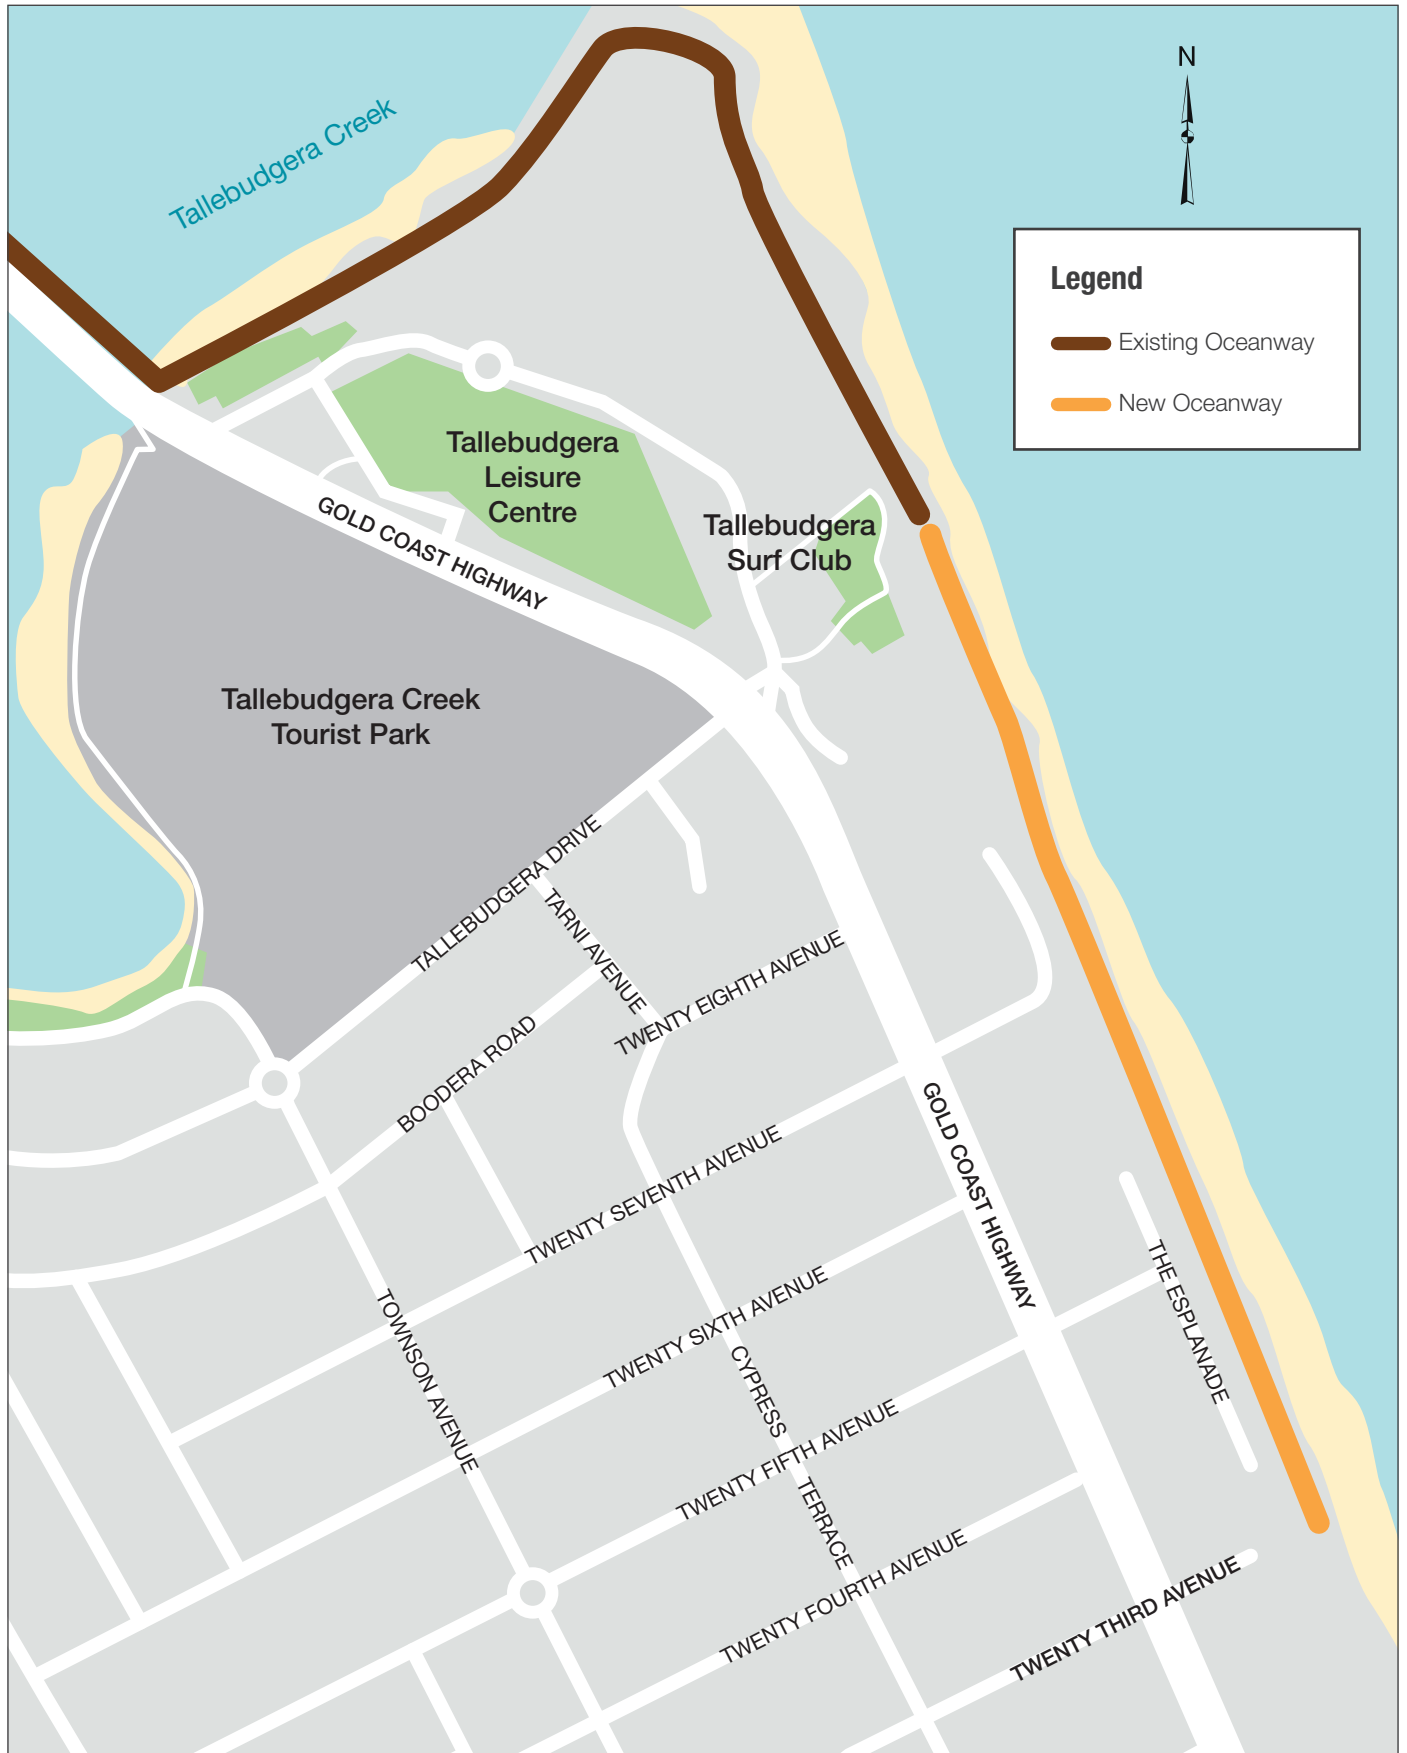 N
Tallebudgera Creek
Legend
Existing Oceanway
New Oceanway
Tallebudgera
Leisure
Centre
GOLD COAST HIGHWAY
Tallebudgera
Surf Club
Tallebudgera Creek
Tourist Park
TALLEBUDGERA DRIVE
TARNI AVENUE
TWENTY EIGHTH AVENUE
BOODERA ROAD
GOLD COAST HIGHWAY
TWENTY SEVENTH AVENUE
THE ESPLANADE
TWENTY SIXTH AVENUE
TOWNSON AVENUE
CYPRESS TERRACE
TWENTY FIFTH AVENUE
TWENTY FOURTH AVENUE
TWENTY THIRD AVENUE